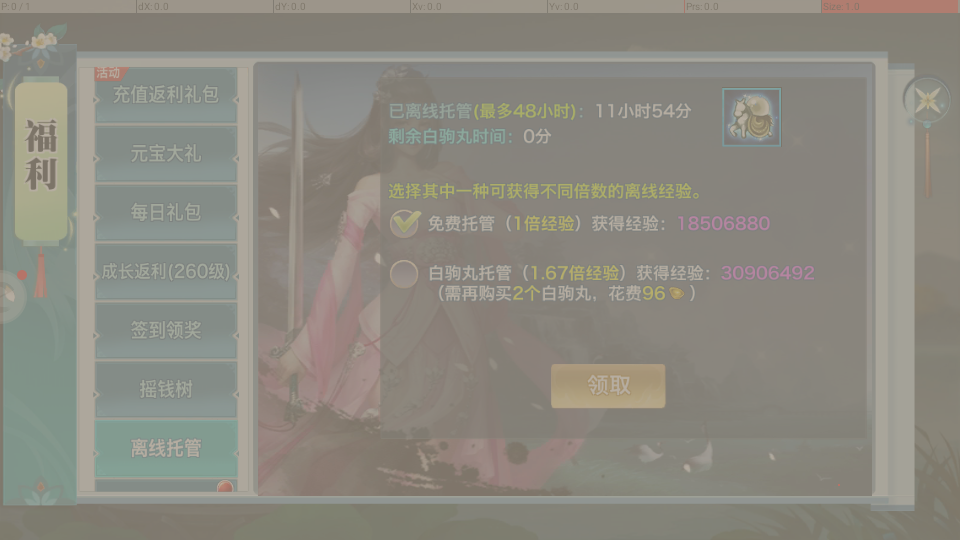 P: 0 / 1
dX: 0.0
dY: 0.0
Xv: 0.0
Yv: 0.0
Prs: 0.0
Size: 1.0
福利
活动
充值返利礼包
元宝大礼
每日礼包
成长返利(260级)
签到领奖
摇钱树
离线托管
已离线托管(最多48小时)：11小时54分
剩余白驹丸时间：0分
选择其中一种可获得不同倍数的离线经验。
免费托管（1倍经验）获得经验：18506880
白驹丸托管（1.67倍经验）获得经验：30906492
（需再购买2个白驹丸，花费96）
领取